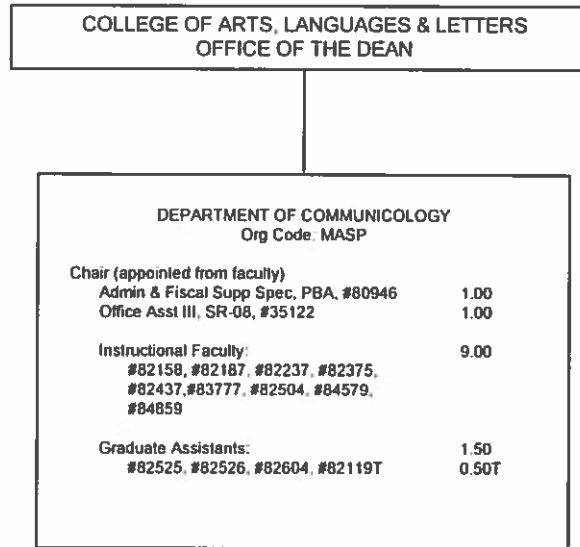 COLLEGE OF ARTS, LANGUAGES & LETTERS
OFFICE OF THE DEAN
DEPARTMENT OF COMMUNICOLOGY
Org Code: MASP
Chair (appointed from faculty)
Admin & Fiscal Supp Spec, PBA, #80946 1.00
Office Asst III, SR-08, #35122 1.00
Instructional Faculty: 9.00
#82158, #82187, #82237, #82375,
#82437,#83777, #82504, #84579,
#84859
Graduate Assistants: 1.50
#82525, #82526, #82604, #82119T 0.50T